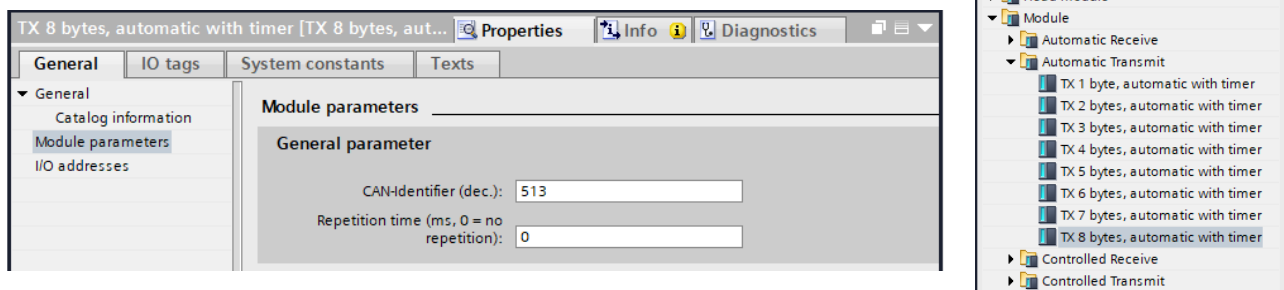 TX 8 bytes, automatic with timer [TX 8 bytes, aut...
Properties
Info
Diagnostics
General
IO tags
System constants
Texts
General
Catalog information
Module parameters
I/O addresses
Module parameters
General parameter
CAN-Identifier (dec.): 513
Repetition time (ms, 0 = no
repetition): 0
Module
Automatic Receive
Automatic Transmit
TX 1 byte, automatic with timer
TX 2 bytes, automatic with timer
TX 3 bytes, automatic with timer
TX 4 bytes, automatic with timer
TX 5 bytes, automatic with timer
TX 6 bytes, automatic with timer
TX 7 bytes, automatic with timer
TX 8 bytes, automatic with timer
Controlled Receive
Controlled Transmit